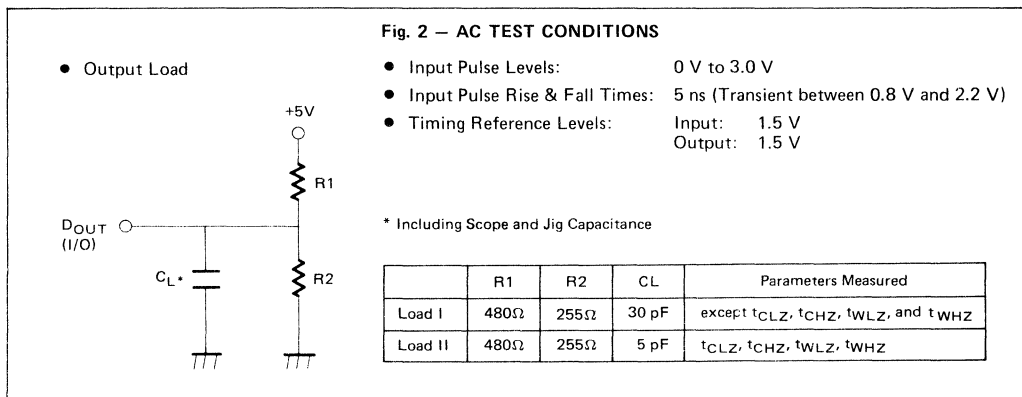 Fig. 2 — AC TEST CONDITIONS
● Output Load
+5V
R1
DOUT
(I/O)
CL*
R2
● Input Pulse Levels: 0 V to 3.0 V
● Input Pulse Rise & Fall Times: 5 ns (Transient between 0.8 V and 2.2 V)
● Timing Reference Levels: Input: 1.5 V
Output: 1.5 V
* Including Scope and Jig Capacitance
R1 R2 CL Parameters Measured
Load I 480Ω 255Ω 30 pF except tCLZ, tCHZ, tWLZ, and tWHZ
Load II 480Ω 255Ω 5 pF tCLZ, tCHZ, tWLZ, tWHZ